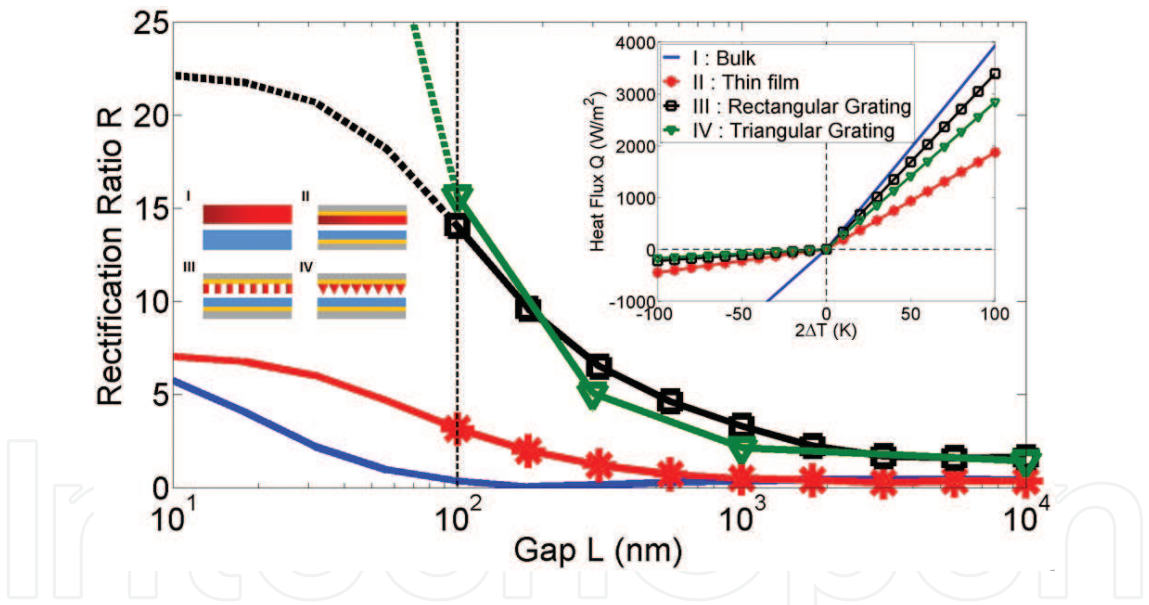 25
20
15
10
5
0
Rectification Ratio R
10^1
10^2
10^3
10^4
Gap L (nm)
I
II
III
IV
4000
3000
2000
1000
0
-1000
Heat Flux Q (W/m^2)
-100
-50
0
50
100
2ΔT (K)
I : Bulk
II : Thin film
III : Rectangular Grating
IV : Triangular Grating